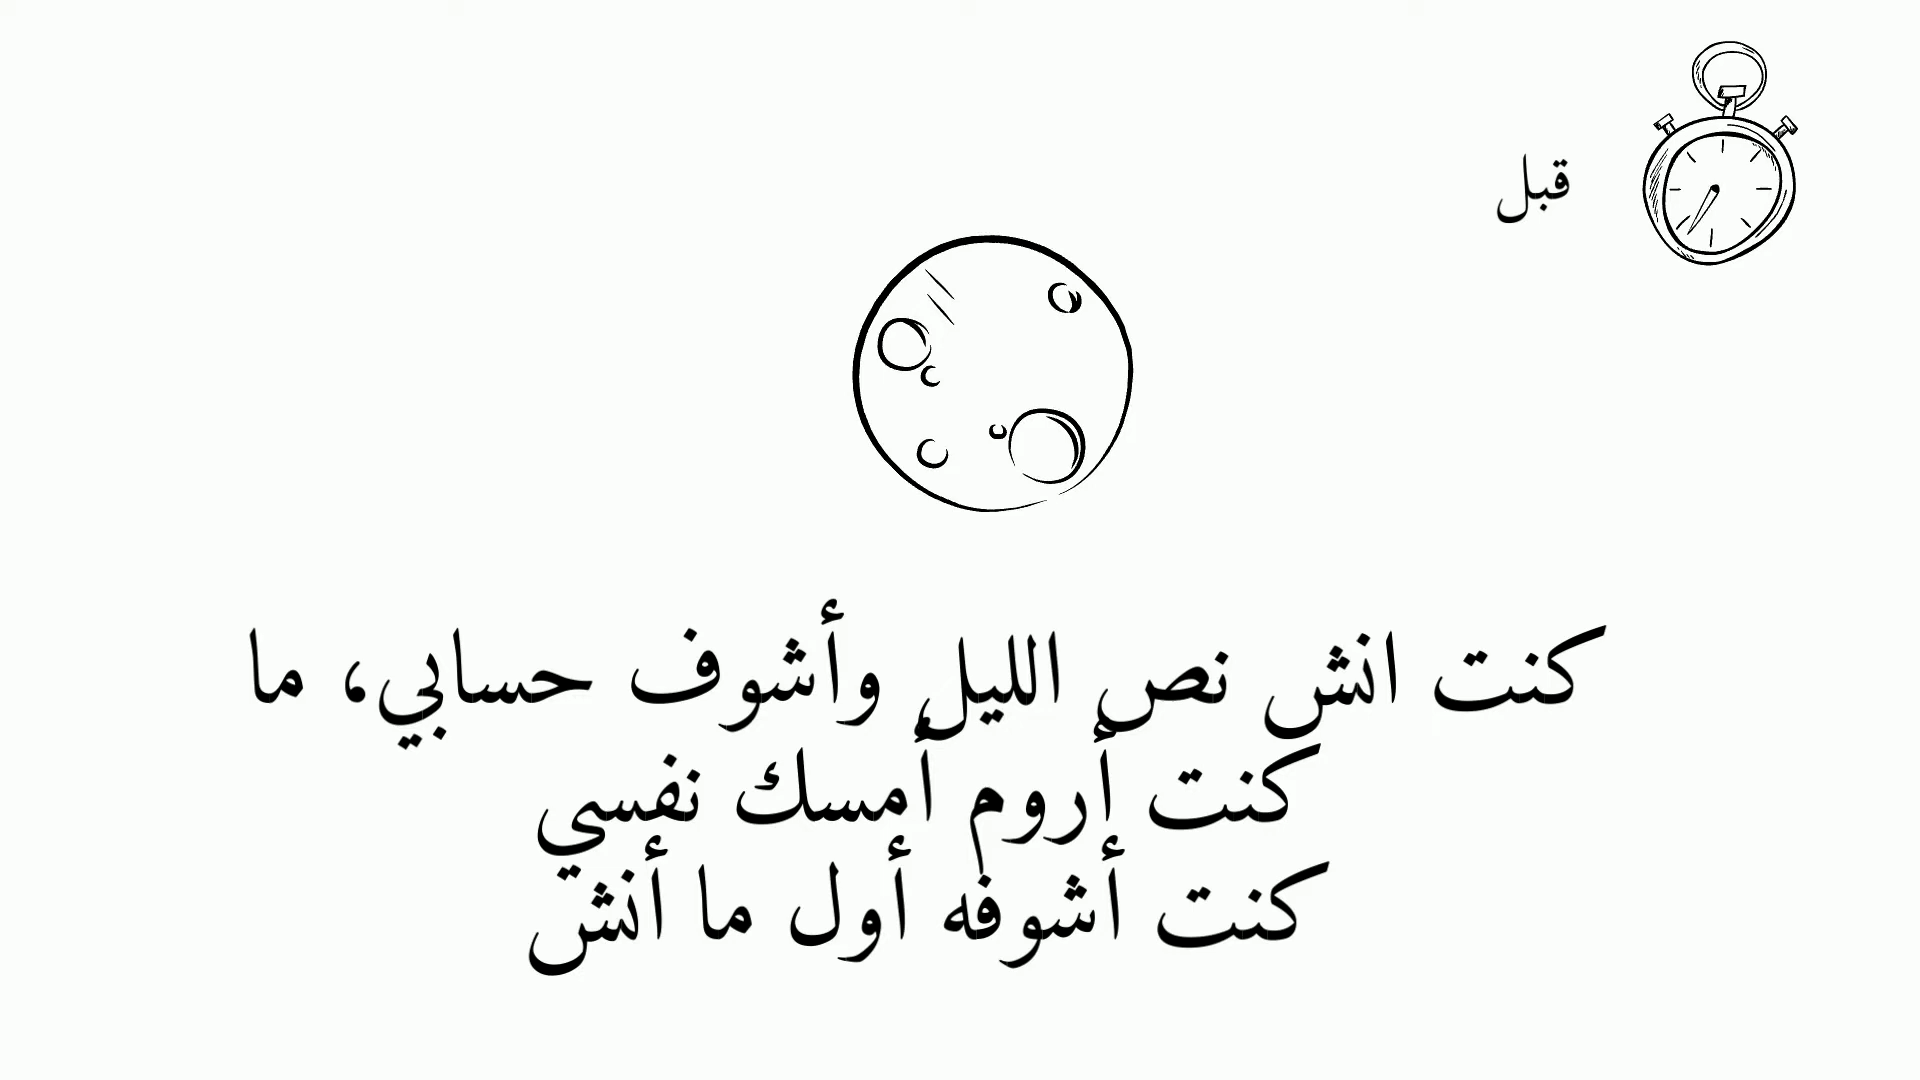 قبل
كنت انش نص الليل وأشوف حسابي، ما
كنت أروم أمسك نفسي
كنت أشوفه أول ما أنش